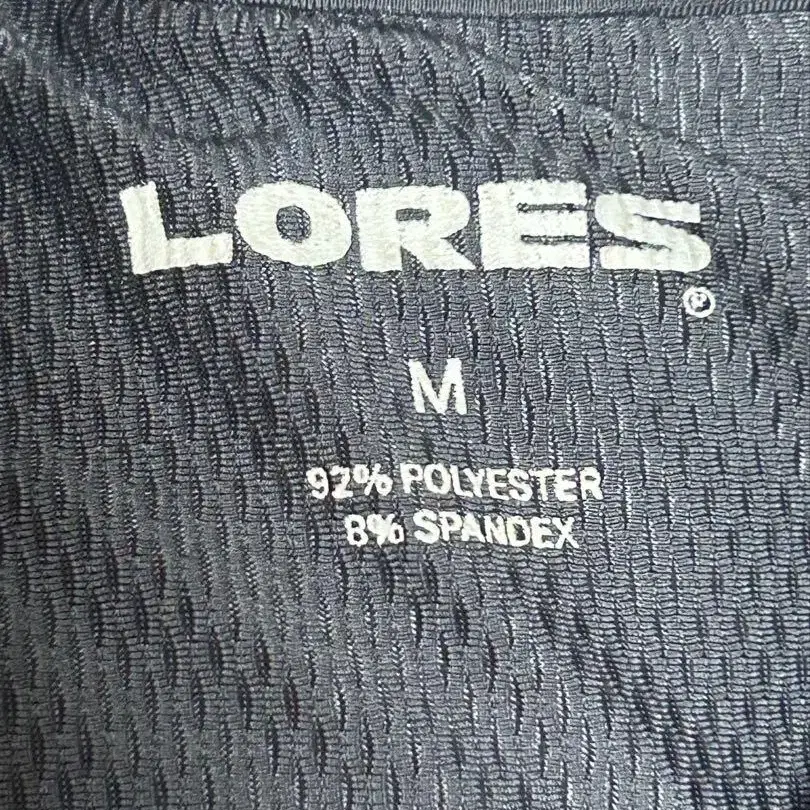 LORES®
M
92% POLYESTER
8% SPANDEX